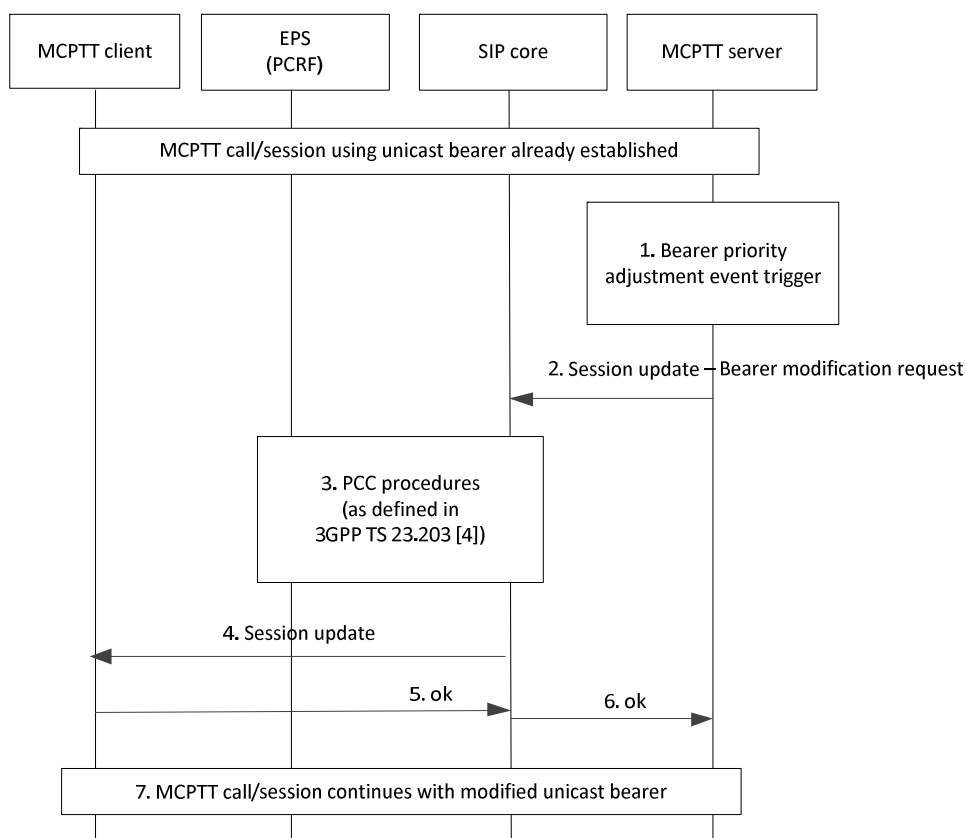 MCPTT client
EPS
(PCRF)
SIP core
MCPTT server
MCPTT call/session using unicast bearer already established
1. Bearer priority
adjustment event trigger
2. Session update – Bearer modification request
3. PCC procedures
(as defined in
3GPP TS 23.203 [4])
4. Session update
5. ok
6. ok
7. MCPTT call/session continues with modified unicast bearer